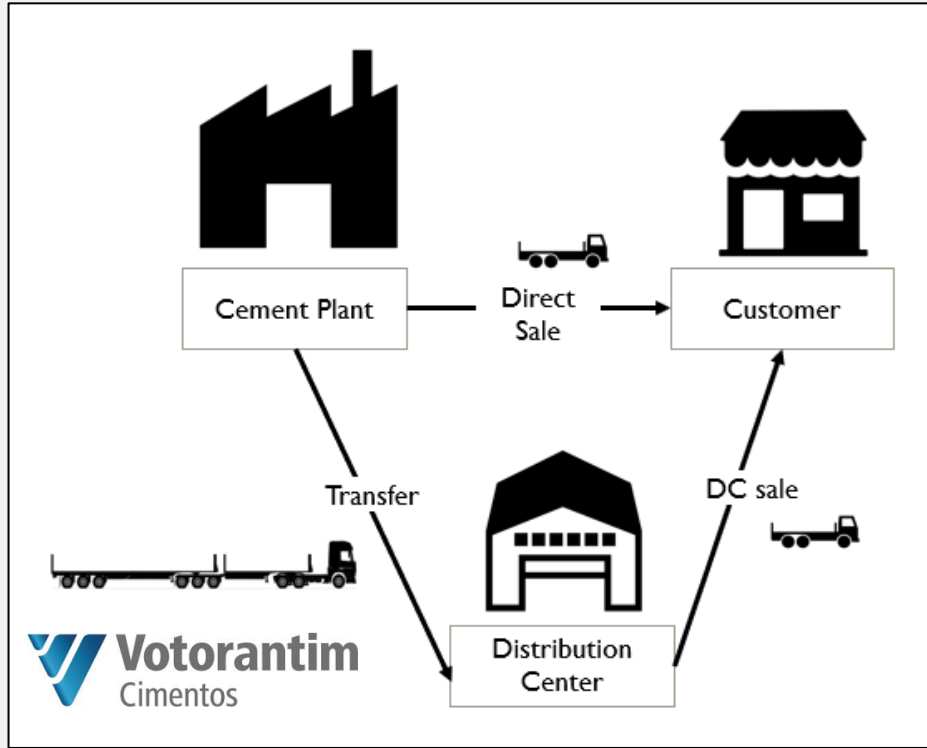 Cement Plant
Direct
Sale
Customer
Transfer
DC sale
Distribution
Center
Votorantim
Cimentos